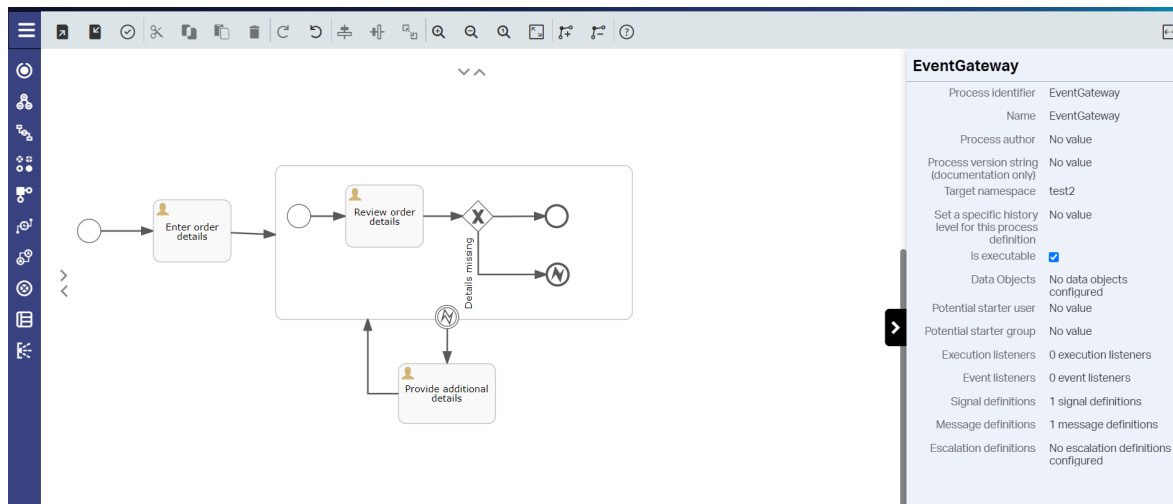 EventGateway
Process identifier EventGateway
Name EventGateway
Process author No value
Process version string No value
(documentation only)
Target namespace test2
Set a specific history No value
level for this process
definition
Is executable
Data Objects No data objects
configured
Potential starter user No value
Potential starter group No value
Execution listeners 0 execution listeners
Event listeners 0 event listeners
Signal definitions 1 signal definitions
Message definitions 1 message definitions
Escalation definitions No escalation definitions
configured
Enter order
details
Review order
details
Details missing
Provide additional
details